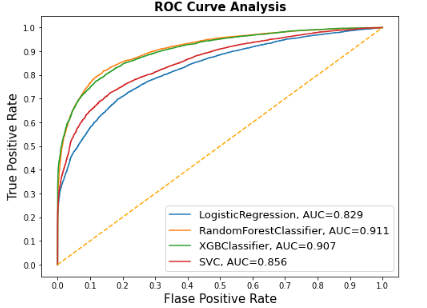 ROC Curve Analysis
1.0
0.9
0.8
0.7
0.6
0.5
0.4
0.3
0.2
0.1
0.0
True Positive Rate
LogisticRegression, AUC=0.829
RandomForestClassifier, AUC=0.911
XGBClassifier, AUC=0.907
SVC, AUC=0.856
0.0 0.1 0.2 0.3 0.4 0.5 0.6 0.7 0.8 0.9 1.0
Flase Positive Rate